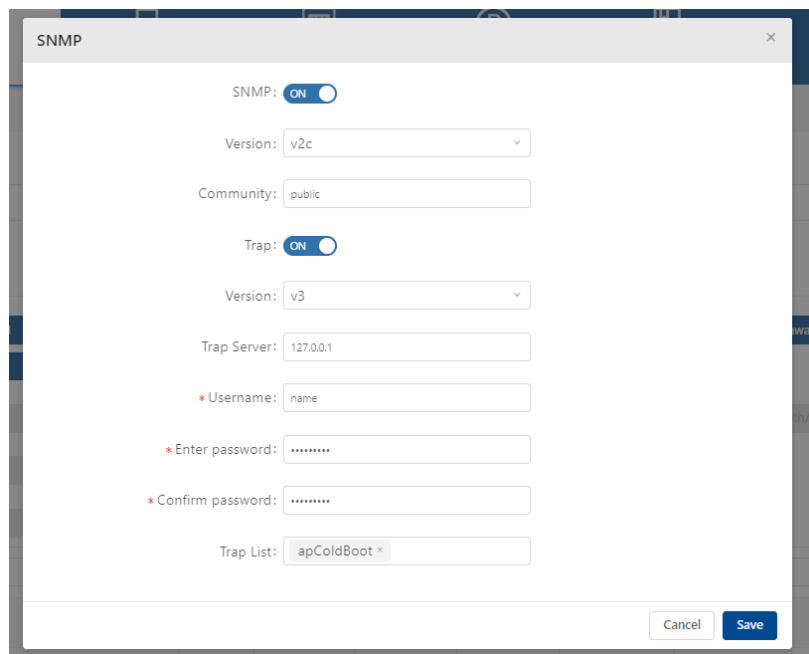 SNMP ×
SNMP: ON
Version: v2c
Community: public
Trap: ON
Version: v3
Trap Server: 127.0.0.1
* Username: name
* Enter password: •••••••••
* Confirm password: •••••••••
Trap List: apColdBoot ×
Cancel Save